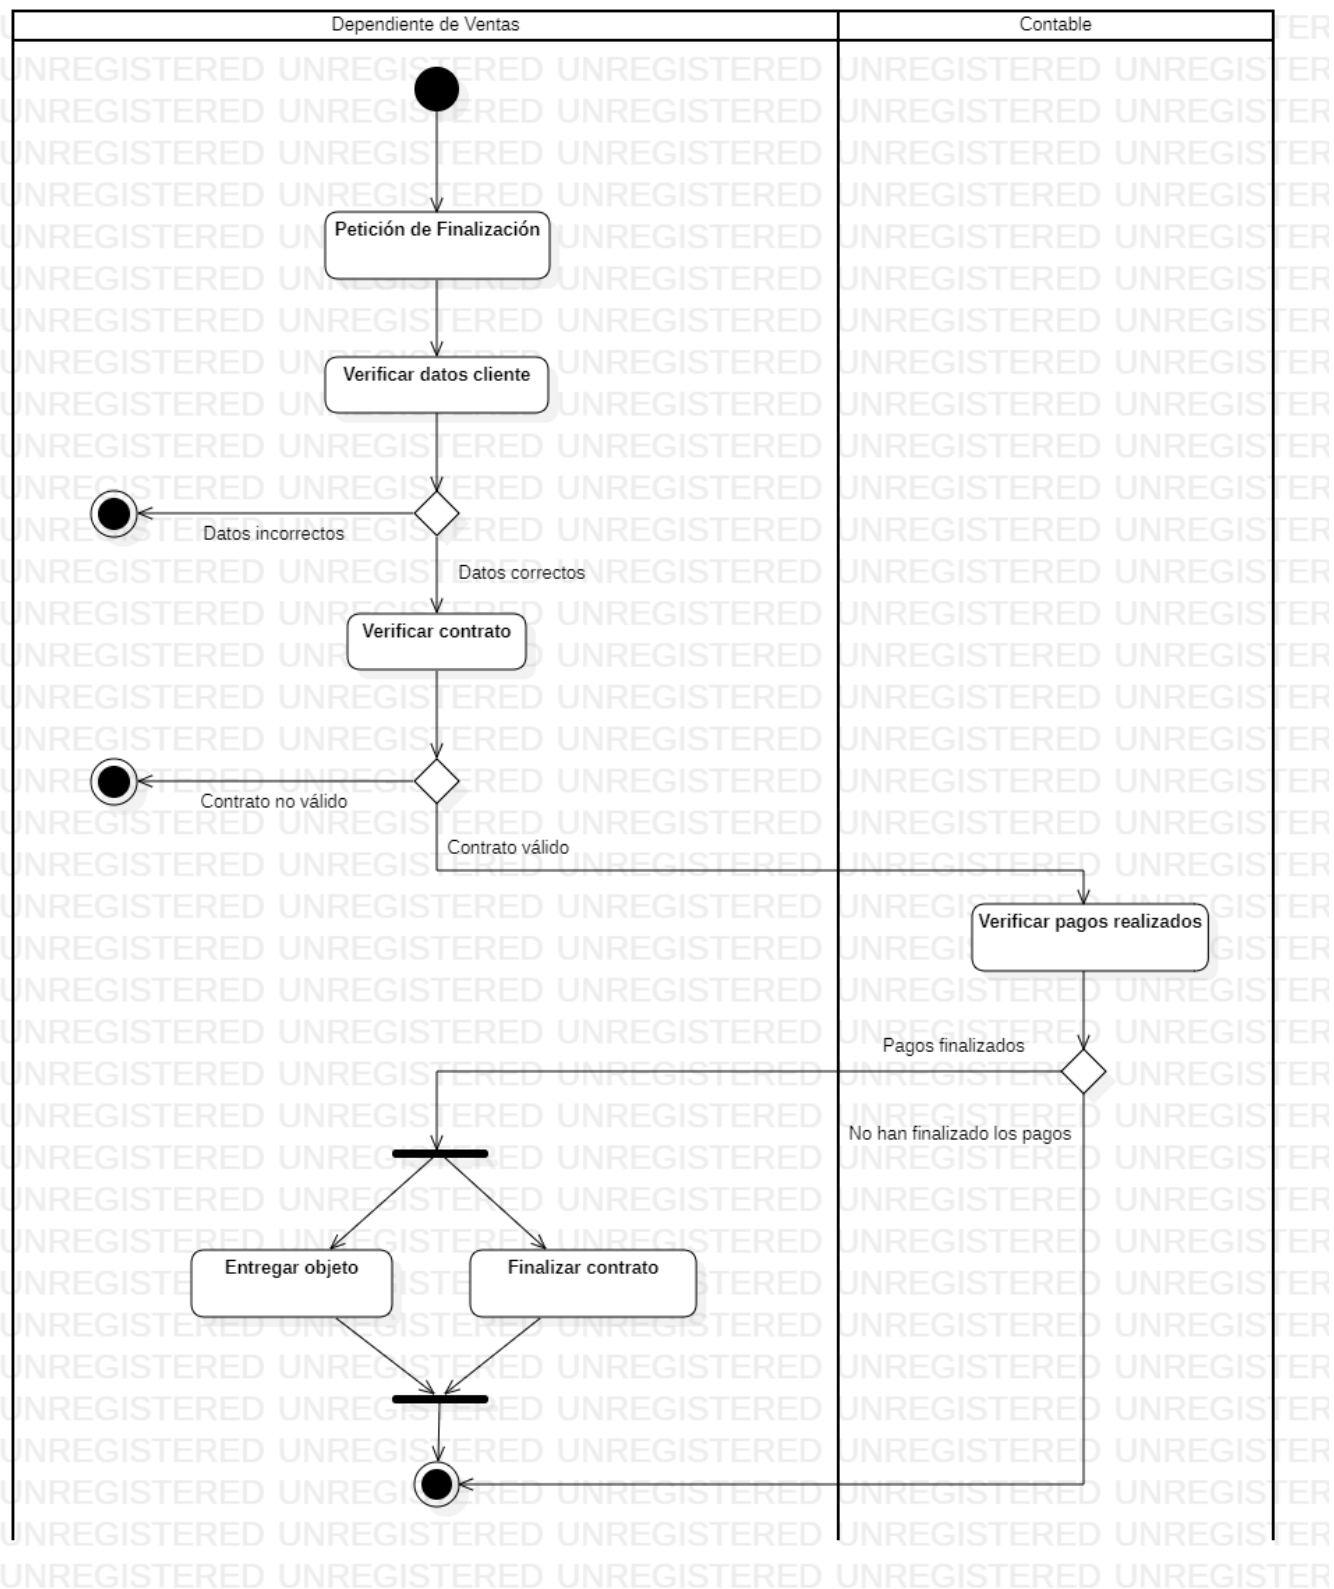 Dependiente de Ventas
Contable
Petición de Finalización
Verificar datos cliente
Datos incorrectos
Datos correctos
Verificar contrato
Contrato no válido
Contrato válido
Verificar pagos realizados
Pagos finalizados
No han finalizado los pagos
Entregar objeto
Finalizar contrato
UNREGISTERED